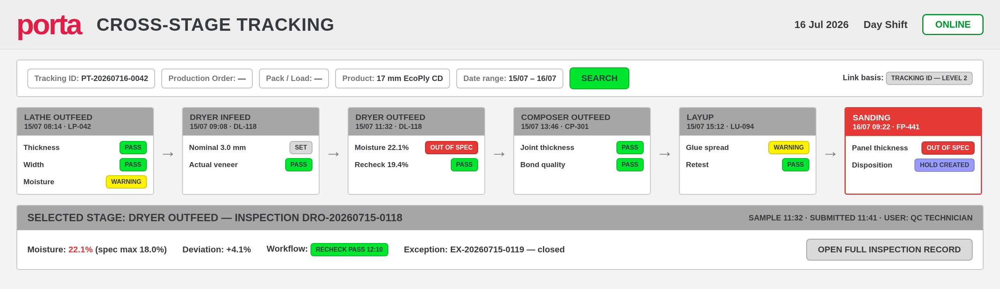 porta CROSS-STAGE TRACKING 16 Jul 2026 Day Shift ONLINE
Tracking ID: PT-20260716-0042 Production Order: — Pack / Load: — Product: 17 mm EcoPly CD Date range: 15/07 – 16/07 SEARCH Link basis: TRACKING ID — LEVEL 2
LATHE OUTFEED
15/07 08:14 · LP-042
Thickness PASS
Width PASS
Moisture WARNING
→
DRYER INFEED
15/07 09:08 · DL-118
Nominal 3.0 mm SET
Actual veneer PASS
→
DRYER OUTFEED
15/07 11:32 · DL-118
Moisture 22.1% OUT OF SPEC
Recheck 19.4% PASS
→
COMPOSER OUTFEED
15/07 13:46 · CP-301
Joint thickness PASS
Bond quality PASS
→
LAYUP
15/07 15:12 · LU-094
Glue spread WARNING
Retest PASS
→
SANDING
16/07 09:22 · FP-441
Panel thickness OUT OF SPEC
Disposition HOLD CREATED
SELECTED STAGE: DRYER OUTFEED — INSPECTION DRO-20260715-0118 SAMPLE 11:32 · SUBMITTED 11:41 · USER: QC TECHNICIAN
Moisture: 22.1% (spec max 18.0%) Deviation: +4.1% Workflow: RECHECK PASS 12:10 Exception: EX-20260715-0119 — closed OPEN FULL INSPECTION RECORD